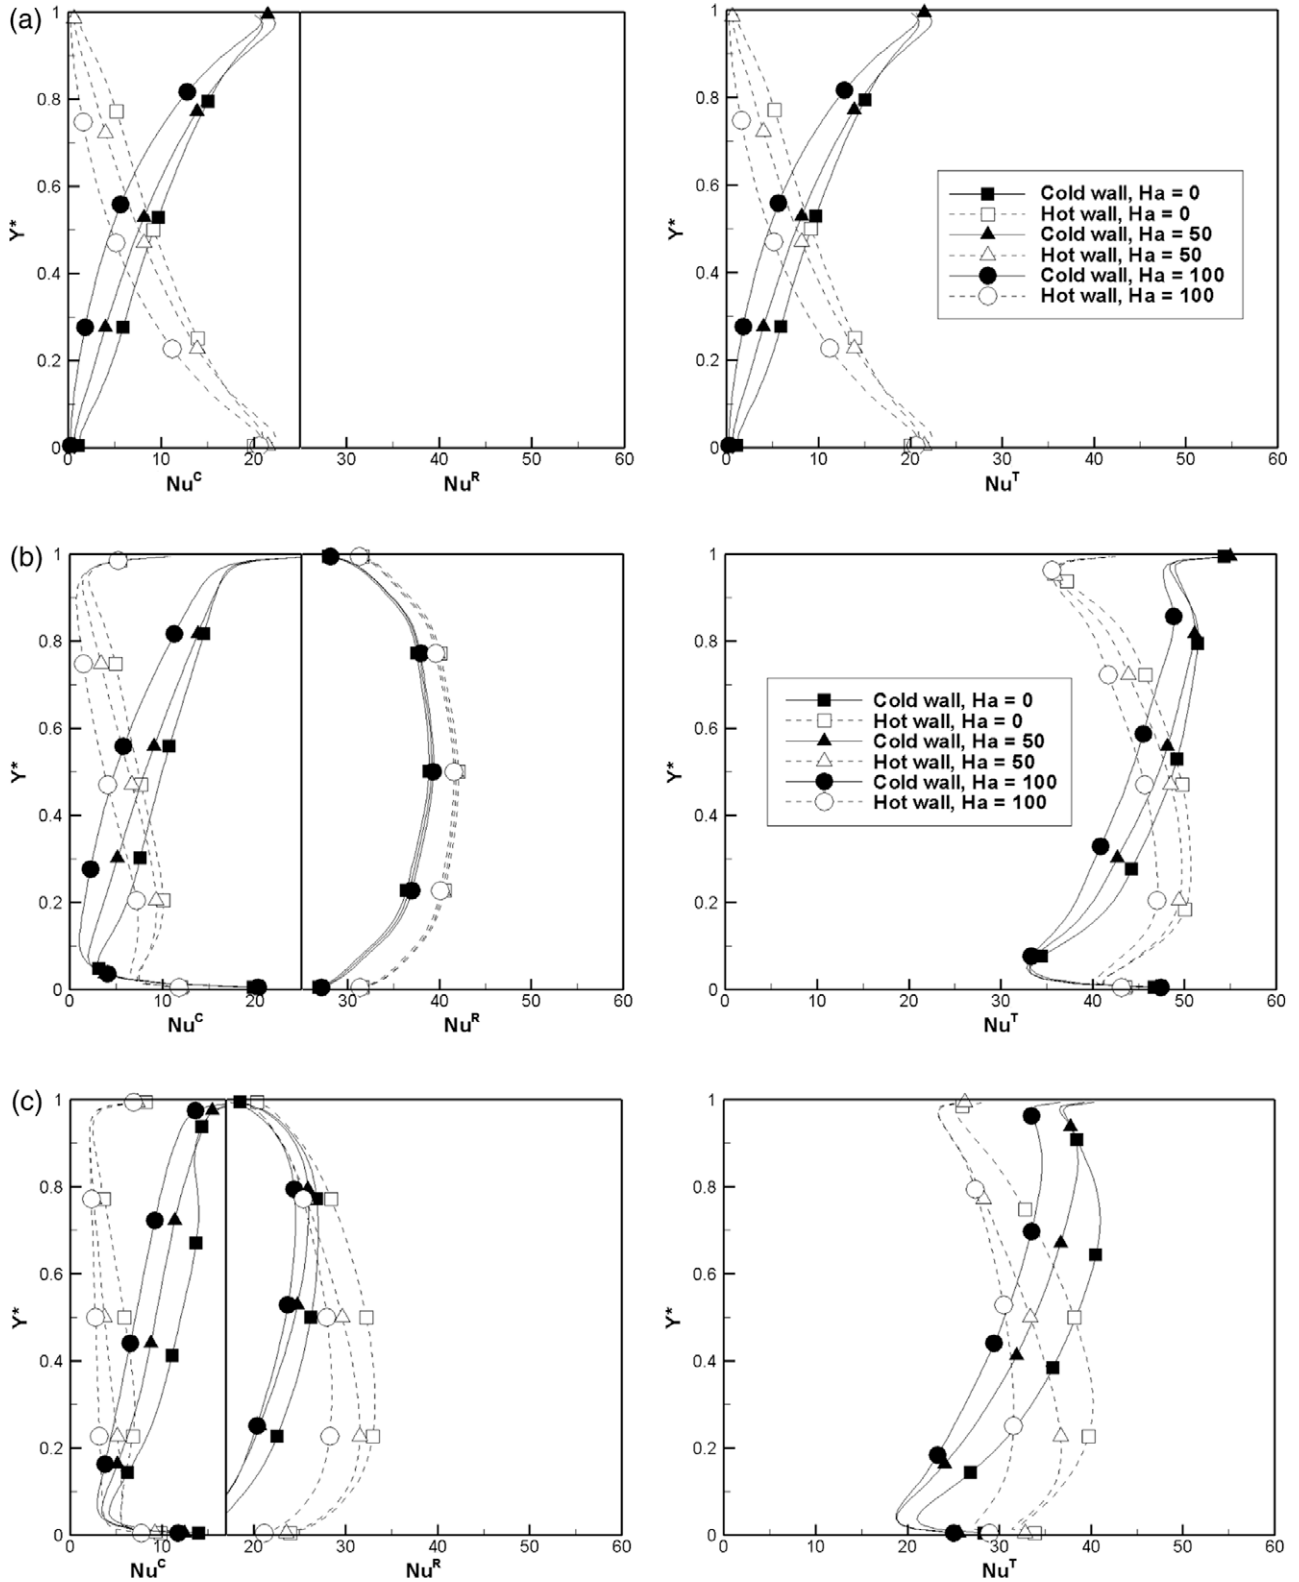 (a)
1
0.8
0.6
0.4
0.2
0
Y*
0 10 20 30 40 50 60
Nu^C Nu^R
1
0.8
0.6
0.4
0.2
0
Y*
0 10 20 30 40 50 60
Nu^T
Cold wall, Ha = 0
Hot wall, Ha = 0
Cold wall, Ha = 50
Hot wall, Ha = 50
Cold wall, Ha = 100
Hot wall, Ha = 100
(b)
1
0.8
0.6
0.4
0.2
0
Y*
0 10 20 30 40 50 60
Nu^C Nu^R
1
0.8
0.6
0.4
0.2
0
Y*
0 10 20 30 40 50 60
Nu^T
Cold wall, Ha = 0
Hot wall, Ha = 0
Cold wall, Ha = 50
Hot wall, Ha = 50
Cold wall, Ha = 100
Hot wall, Ha = 100
(c)
1
0.8
0.6
0.4
0.2
0
Y*
0 10 20 30 40 50 60
Nu^C Nu^R
1
0.8
0.6
0.4
0.2
0
Y*
0 10 20 30 40 50 60
Nu^T